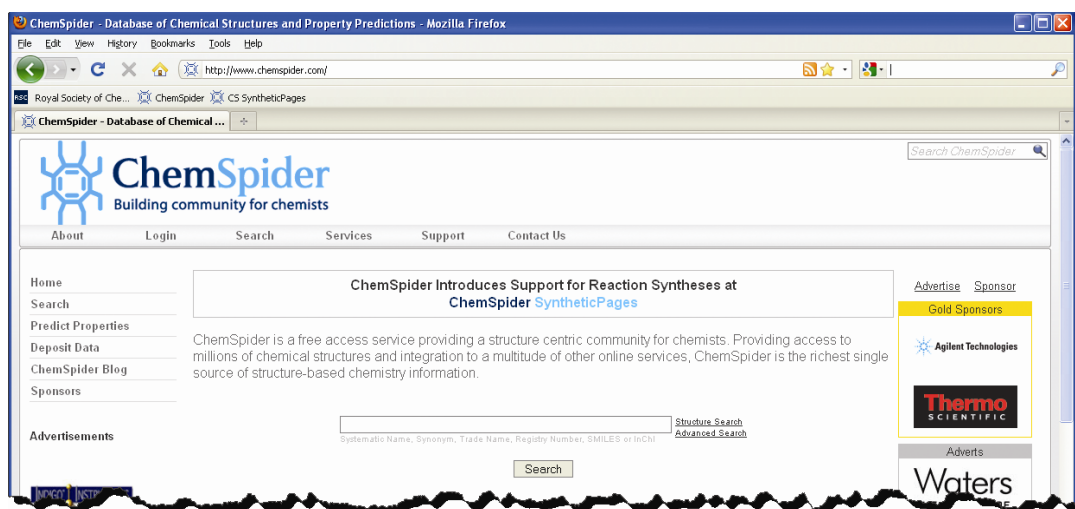 ChemSpider - Database of Chemical Structures and Property Predictions - Mozilla Firefox
File Edit View History Bookmarks Tools Help
http://www.chemspider.com/
RSC Royal Society of Che... ChemSpider CS SyntheticPages
ChemSpider - Database of Chemical ...
ChemSpider
Building community for chemists
Search ChemSpider
About Login Search Services Support Contact Us
Home
Search
Predict Properties
Deposit Data
ChemSpider Blog
Sponsors
Advertisements
ChemSpider Introduces Support for Reaction Syntheses at
ChemSpider SyntheticPages
ChemSpider is a free access service providing a structure centric community for chemists. Providing access to
millions of chemical structures and integration to a multitude of other online services, ChemSpider is the richest single
source of structure-based chemistry information.
Structure Search
Advanced Search
Systematic Name, Synonym, Trade Name, Registry Number, SMILES or InChI
Search
Advertise Sponsor
Gold Sponsors
Agilent Technologies
Thermo
SCIENTIFIC
Adverts
Waters
INDIGO